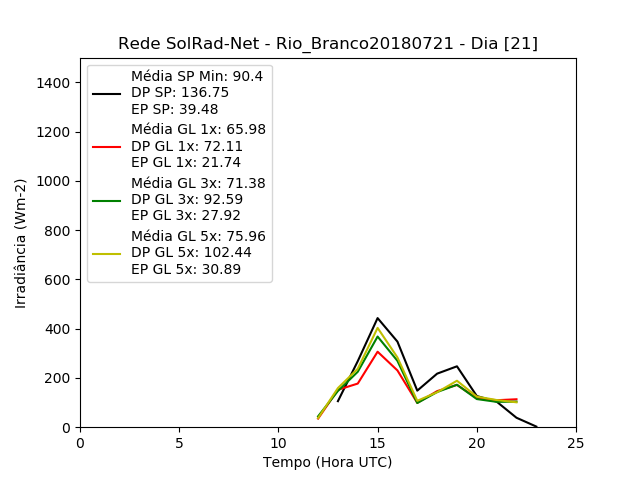 Rede SolRad-Net - Rio_Branco20180721 - Dia [21]
Média SP Min: 90.4
DP SP: 136.75
EP SP: 39.48
Média GL 1x: 65.98
DP GL 1x: 72.11
EP GL 1x: 21.74
Média GL 3x: 71.38
DP GL 3x: 92.59
EP GL 3x: 27.92
Média GL 5x: 75.96
DP GL 5x: 102.44
EP GL 5x: 30.89
Irradiância (Wm-2)
1400
1200
1000
800
600
400
200
0
0 5 10 15 20 25
Tempo (Hora UTC)